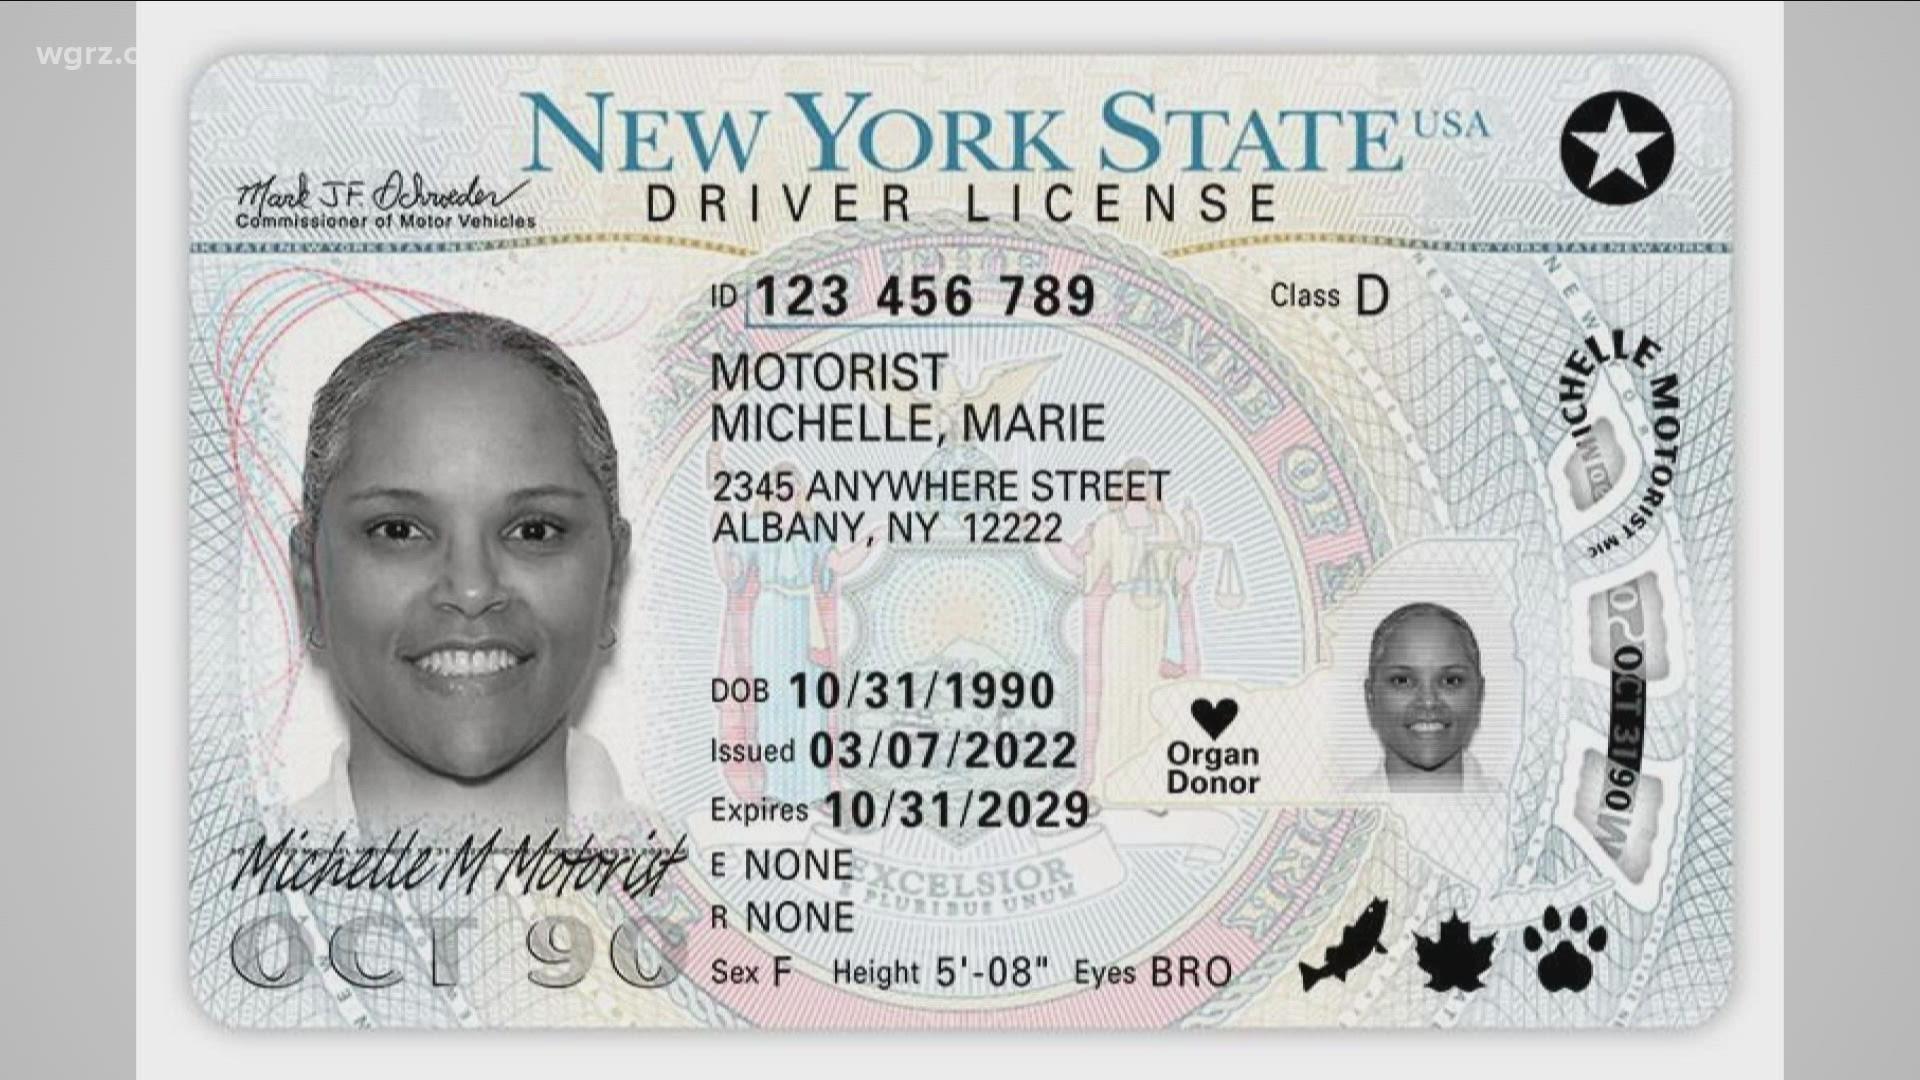 wgrz.c
NEW YORK STATE USA
DRIVER LICENSE
Mark JF Schroeder
Commissioner of Motor Vehicles
ID 123 456 789
Class D
MOTORIST
MICHELLE, MARIE
2345 ANYWHERE STREET
ALBANY, NY 12222
DOB 10/31/1990
Issued 03/07/2022
Expires 10/31/2029
Organ
Donor
E NONE
R NONE
Sex F Height 5'-08" Eyes BRO
Michelle M Motorist
OCT 90
MICHELLE MOTORIST MIC
OCT 31 90
EXCELSIOR
E PLURIBUS UNUM